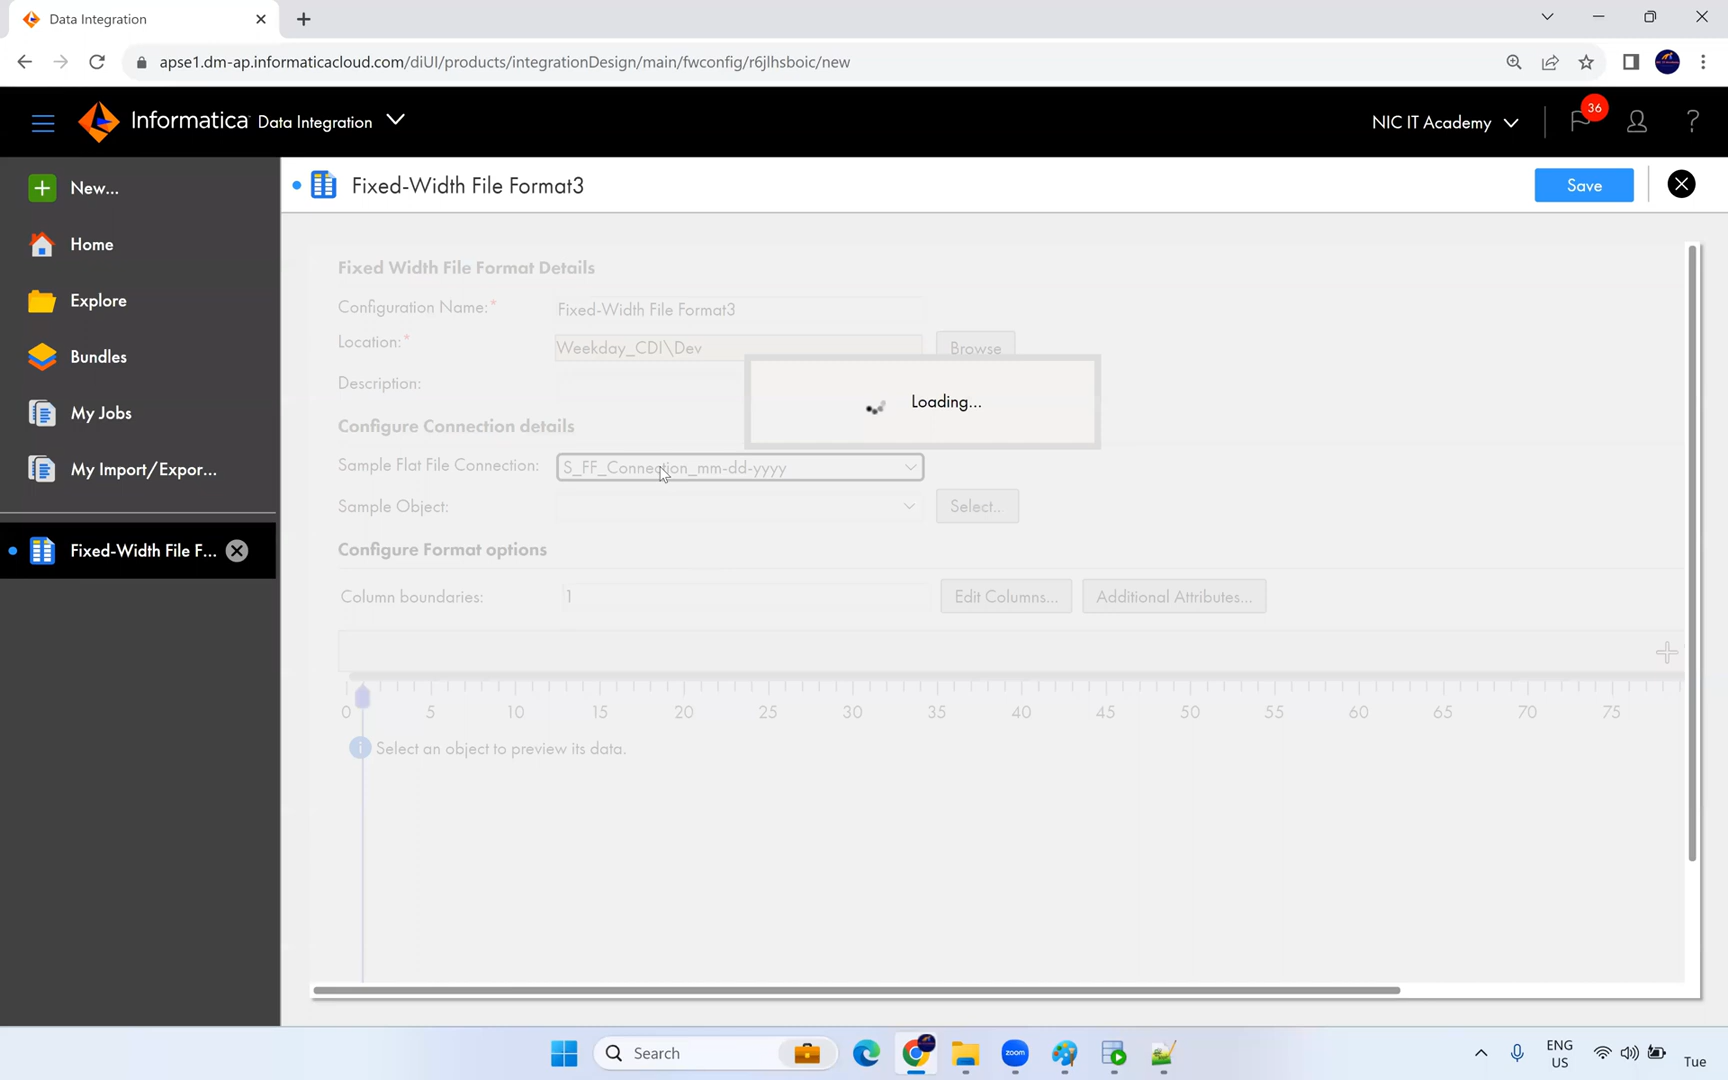 Data Integration
apse1.dm-ap.informaticacloud.com/diUI/products/integrationDesign/main/fwconfig/r6jlhsboic/new
Informatica Data Integration
NIC IT Academy
36
?
New...
Home
Explore
Bundles
My Jobs
My Import/Expor...
Fixed-Width File F...
Fixed-Width File Format3
Save
Fixed Width File Format Details
Configuration Name:* Fixed-Width File Format3
Location:* Weekday_CDI\Dev Browse
Description:
Loading...
Configure Connection details
Sample Flat File Connection: S_FF_Connection_mm-dd-yyyy
Sample Object: Select..
Configure Format options
Column boundaries: 1 Edit Columns... Additional Attributes...
0 5 10 15 20 25 30 35 40 45 50 55 60 65 70 75
i Select an object to preview its data.
Search
zoom
ENG
US
Tue